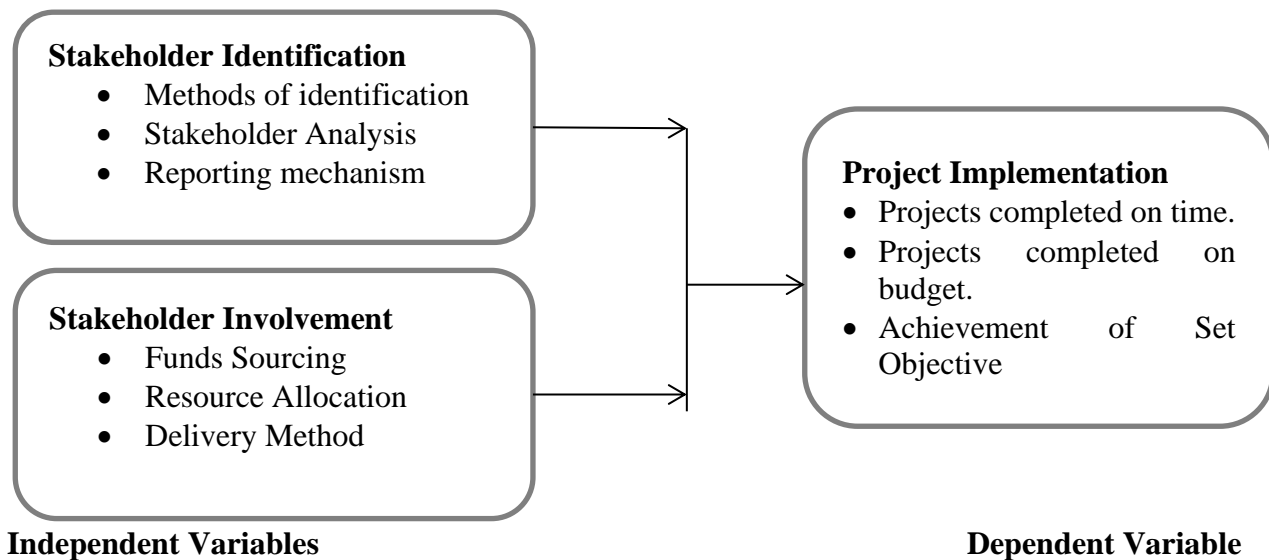 Stakeholder Identification
• Methods of identification
• Stakeholder Analysis
• Reporting mechanism
Stakeholder Involvement
• Funds Sourcing
• Resource Allocation
• Delivery Method
Independent Variables
Project Implementation
• Projects completed on time.
• Projects completed on
budget.
• Achievement of Set
Objective
Dependent Variable